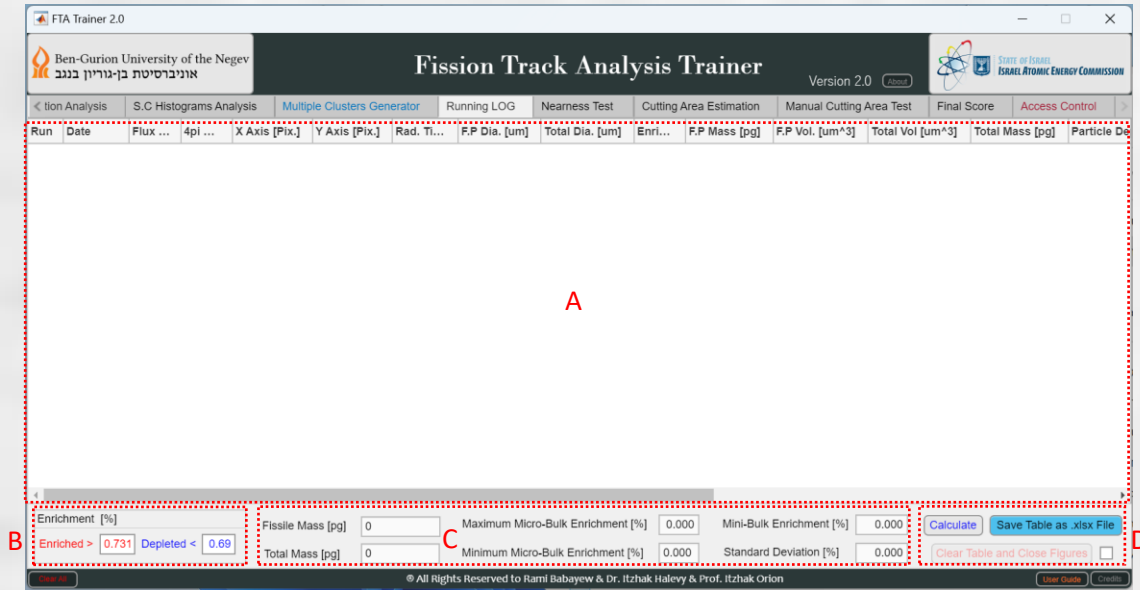 FTA Trainer 2.0
Ben-Gurion University of the Negev
אוניברסיטת בן-גוריון בנגב
Fission Track Analysis Trainer
Version 2.0
About
STATE OF ISRAEL
ISRAEL ATOMIC ENERGY COMMISSION
< tion Analysis S.C Histograms Analysis Multiple Clusters Generator Running LOG Nearness Test Cutting Area Estimation Manual Cutting Area Test Final Score Access Control >
Run Date Flux ... 4pi ... X Axis [Pix.] Y Axis [Pix.] Rad. Ti... F.P Dia. [um] Total Dia. [um] Enri... F.P Mass [pg] F.P Vol. [um^3] Total Vol [um^3] Total Mass [pg] Particle De
A
Enrichment [%]
Enriched > 0.731 Depleted < 0.69
B
Fissile Mass [pg] 0 Maximum Micro-Bulk Enrichment [%] 0.000 Mini-Bulk Enrichment [%] 0.000
C
Total Mass [pg] 0 Minimum Micro-Bulk Enrichment [%] 0.000 Standard Deviation [%] 0.000
Calculate Save Table as .xlsx File
D
Clear Table and Close Figures
Clear All
® All Rights Reserved to Rami Babayew & Dr. Itzhak Halevy & Prof. Itzhak Orion
User Guide Credits